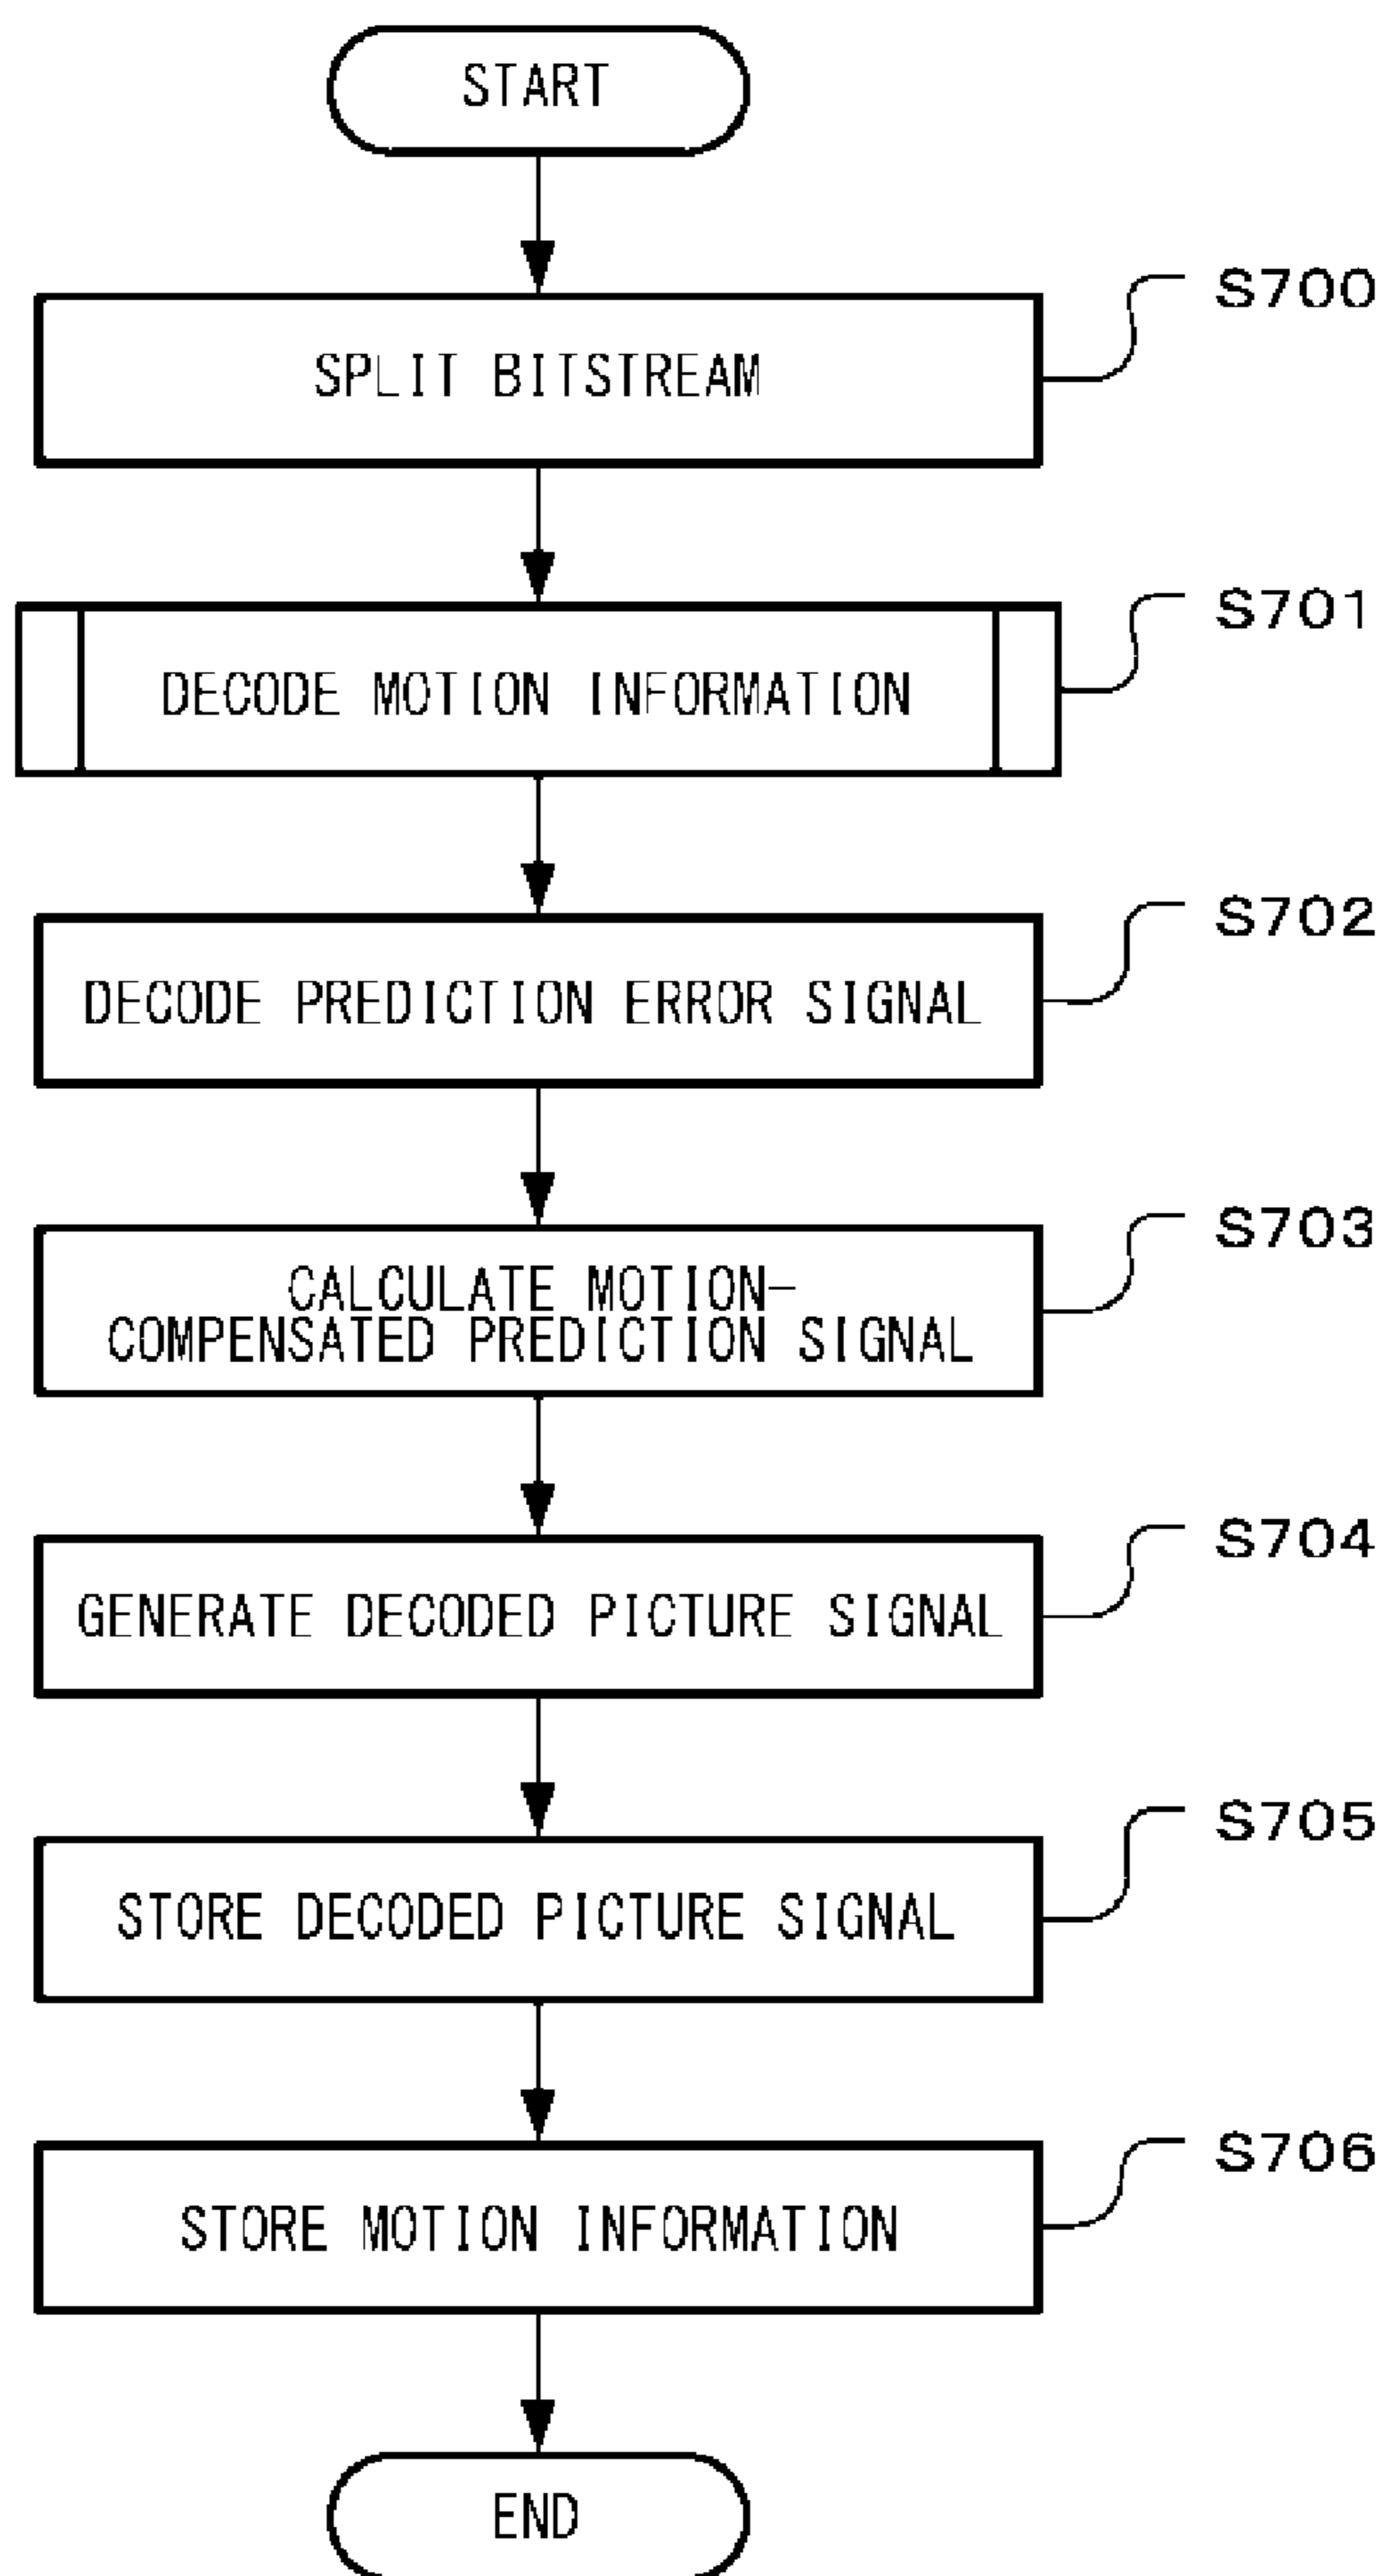 START
SPLIT BITSTREAM
S700
DECODE MOTION INFORMATION
S701
DECODE PREDICTION ERROR SIGNAL
S702
CALCULATE MOTION-
COMPENSATED PREDICTION SIGNAL
S703
GENERATE DECODED PICTURE SIGNAL
S704
STORE DECODED PICTURE SIGNAL
S705
STORE MOTION INFORMATION
S706
END